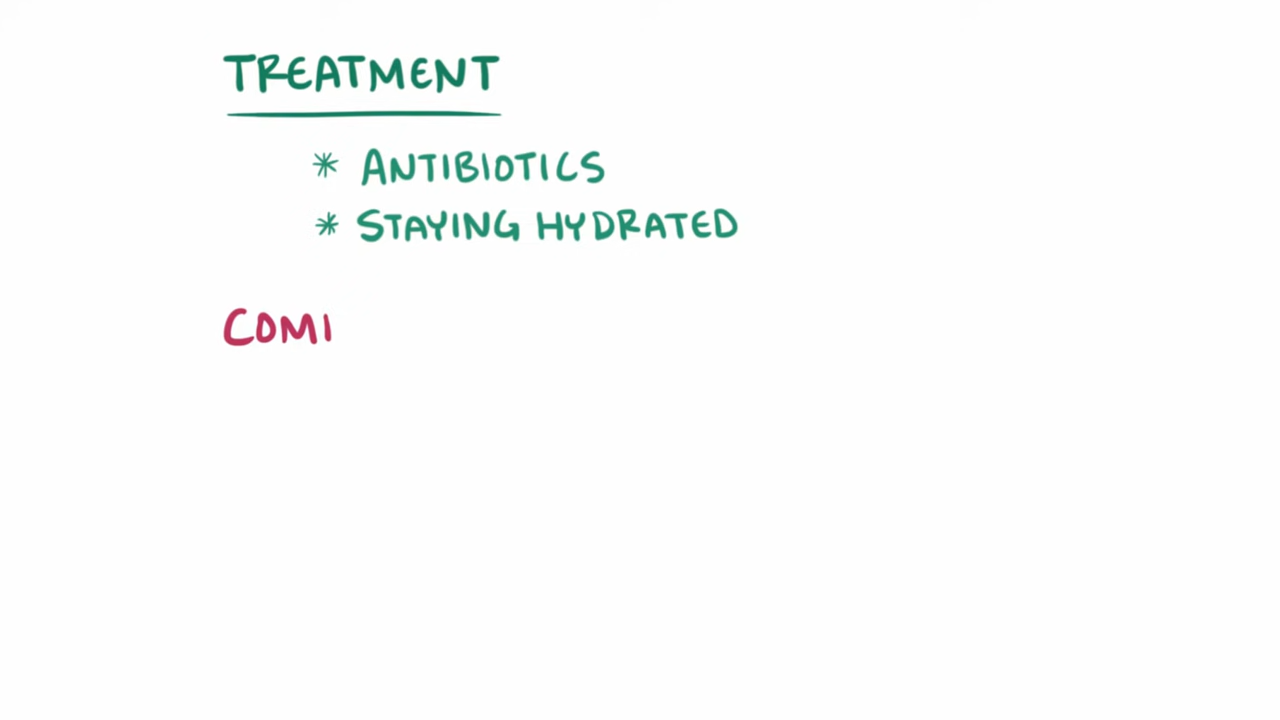 TREATMENT
* ANTIBIOTICS
* STAYING HYDRATED
COMI